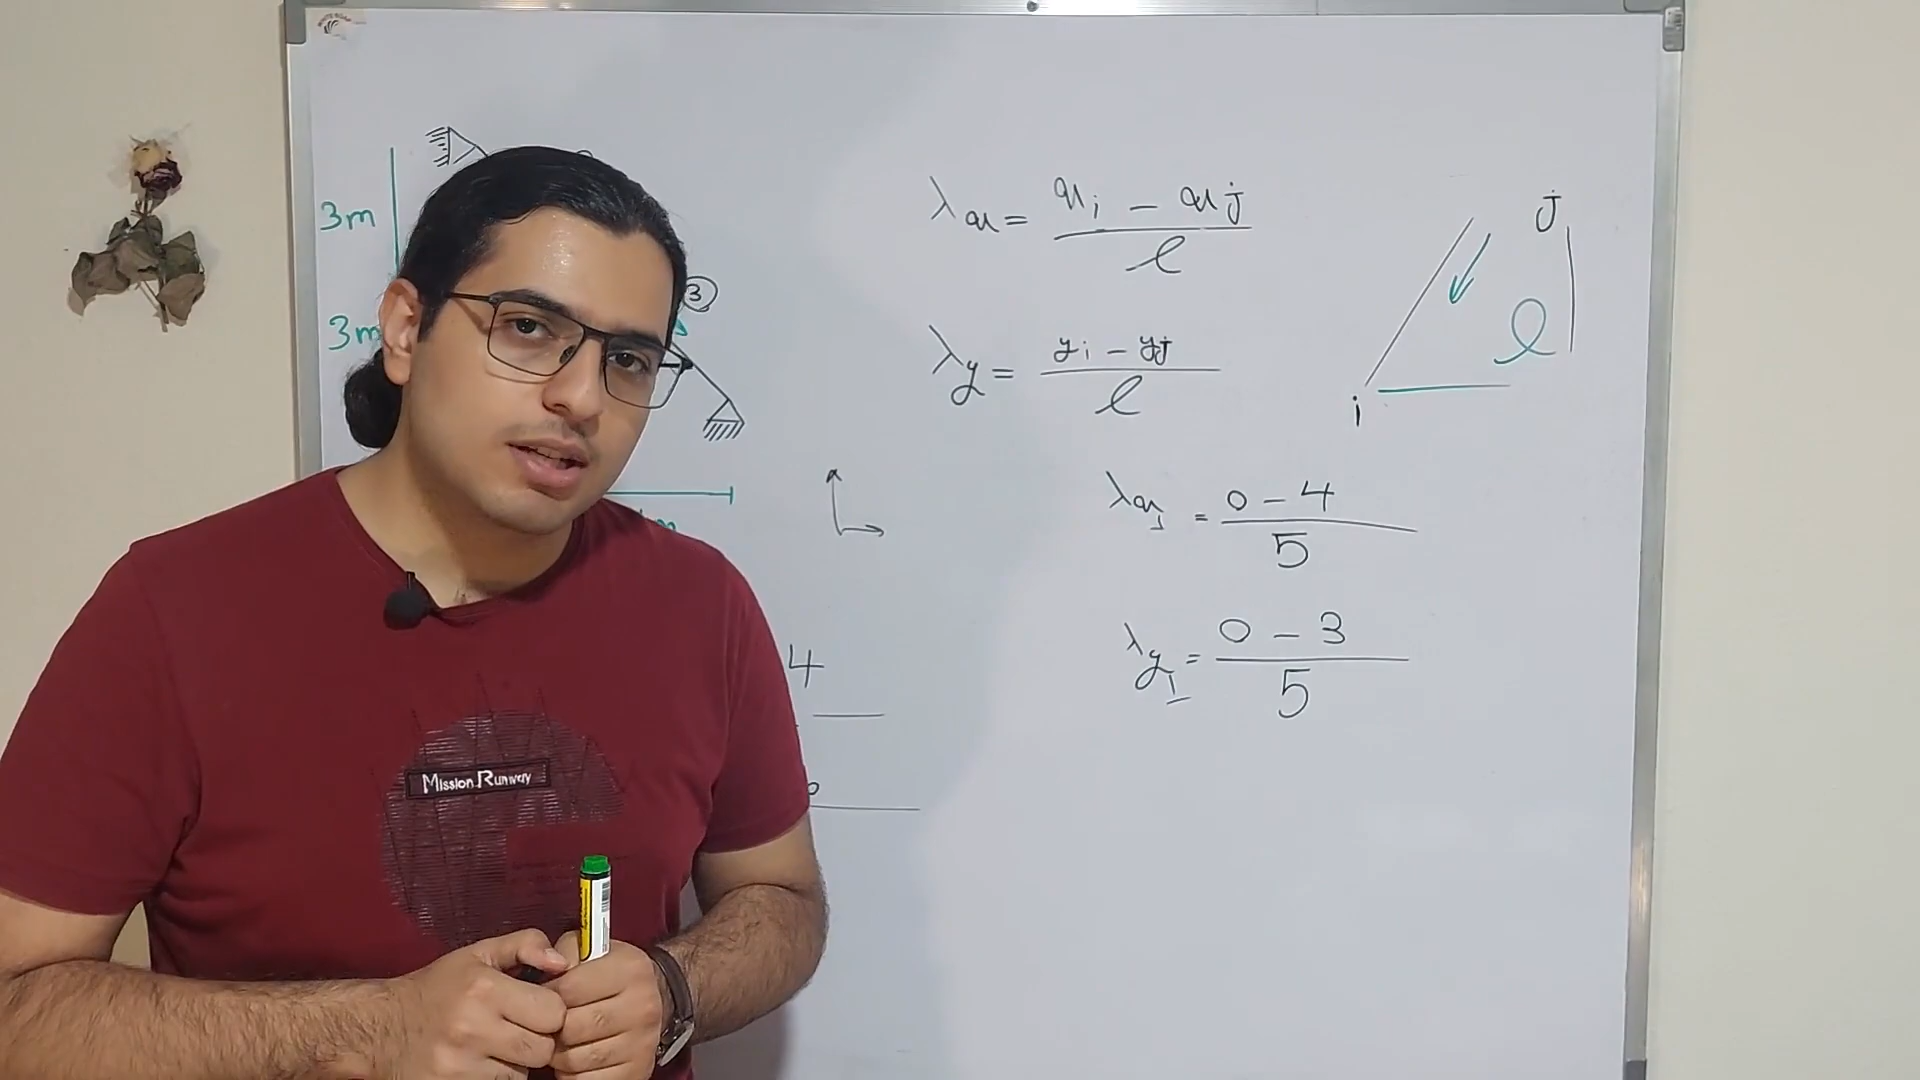 3m
3m
3
4
λx = xi - xj / l
λy = yi - yj / l
j
l
i
λx1 = 0 - 4 / 5
λy1 = 0 - 3 / 5
Mission Runway